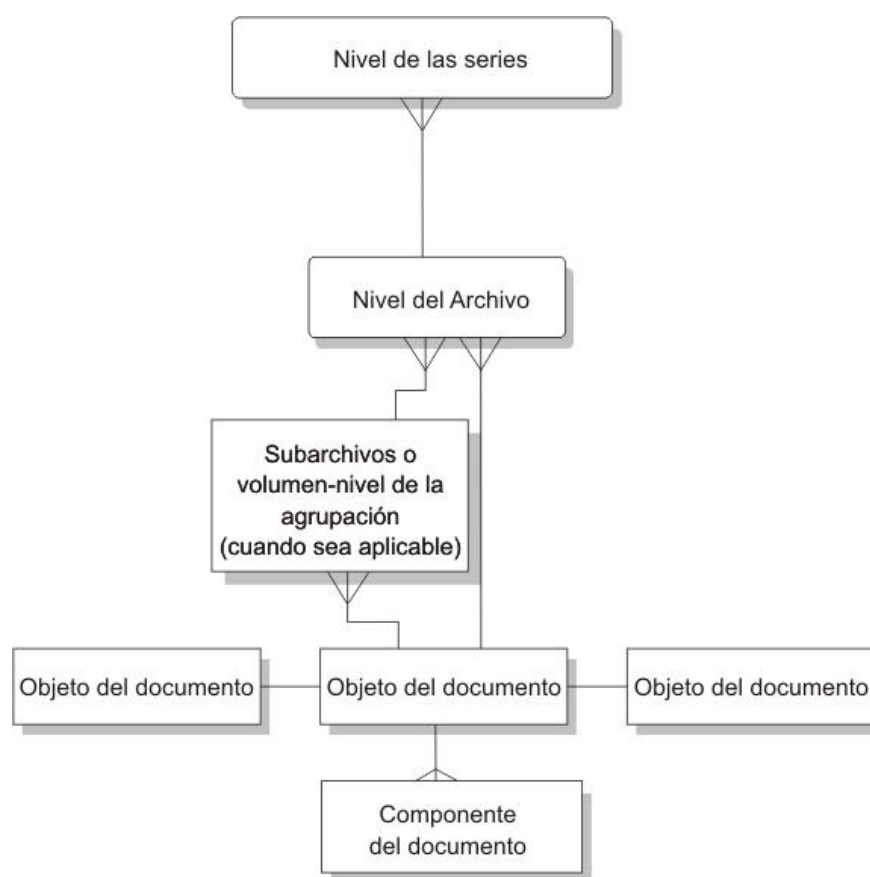 Nivel de las series
Nivel del Archivo
Subarchivos o
volumen-nivel de la
agrupación
(cuando sea aplicable)
Objeto del documento
Objeto del documento
Objeto del documento
Componente
del documento